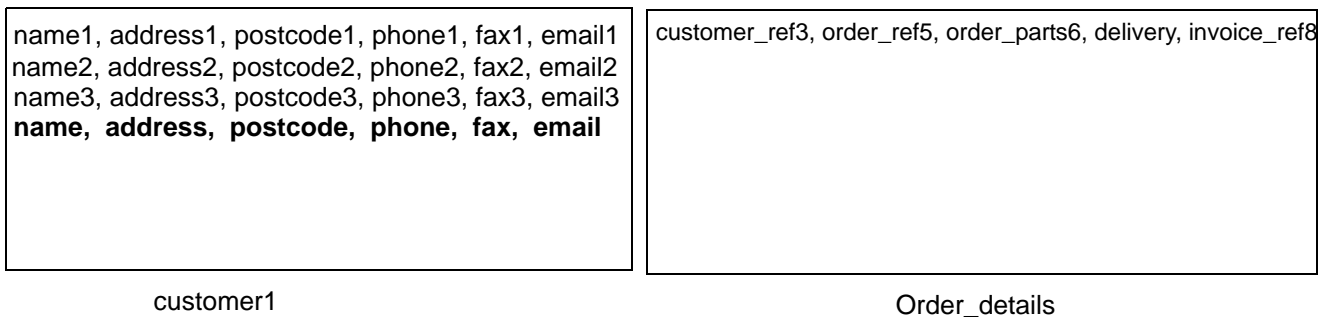 name1, address1, postcode1, phone1, fax1, email1
name2, address2, postcode2, phone2, fax2, email2
name3, address3, postcode3, phone3, fax3, email3
name, address, postcode, phone, fax, email
customer_ref3, order_ref5, order_parts6, delivery, invoice_ref8
customer1
Order_details